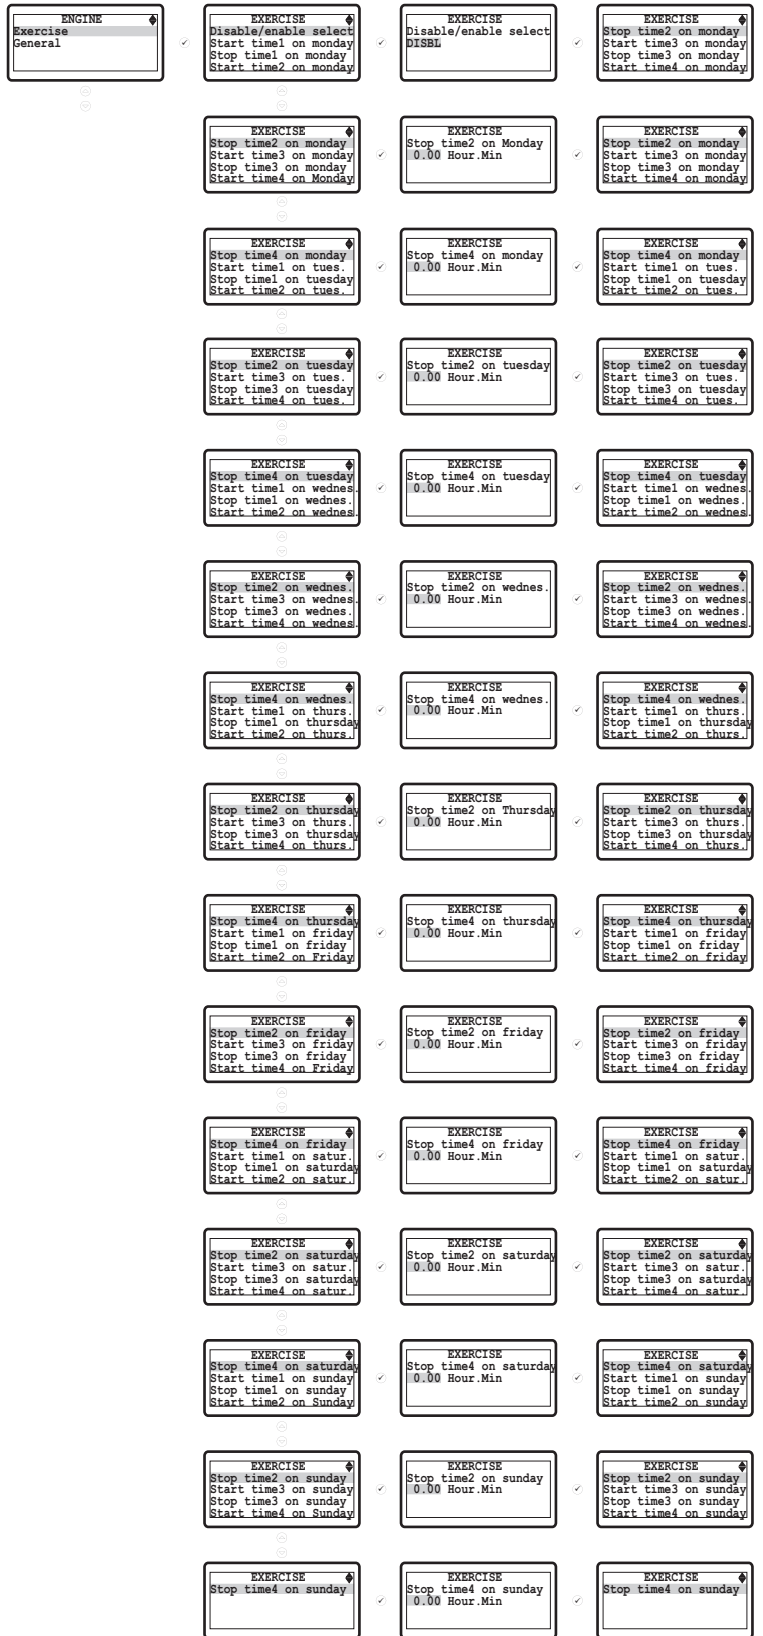 ENGINE
Exercise
General
EXERCISE
Disable/enable select
Start time1 on monday
Stop time1 on monday
Start time2 on monday
EXERCISE
Disable/enable select
DISBL
EXERCISE
Stop time2 on monday
Start time3 on monday
Stop time3 on monday
Start time4 on monday
EXERCISE
Stop time2 on monday
Start time3 on monday
Stop time3 on monday
Start time4 on Monday
EXERCISE
Stop time2 on Monday
0.00 Hour.Min
EXERCISE
Stop time2 on monday
Start time3 on monday
Stop time3 on monday
Start time4 on monday
EXERCISE
Stop time4 on monday
Start time1 on tues.
Stop time1 on tuesday
Start time2 on tues.
EXERCISE
Stop time4 on monday
0.00 Hour.Min
EXERCISE
Stop time4 on monday
Start time1 on tues.
Stop time1 on tuesday
Start time2 on tues.
EXERCISE
Stop time2 on tuesday
Start time3 on tues.
Stop time3 on tuesday
Start time4 on tues.
EXERCISE
Stop time2 on tuesday
0.00 Hour.Min
EXERCISE
Stop time2 on tuesday
Start time3 on tues.
Stop time3 on tuesday
Start time4 on tues.
EXERCISE
Stop time4 on tuesday
Start time1 on wednes.
Stop time1 on wednes.
Start time2 on wednes.
EXERCISE
Stop time4 on tuesday
0.00 Hour.Min
EXERCISE
Stop time4 on tuesday
Start time1 on wednes.
Stop time1 on wednes.
Start time2 on wednes.
EXERCISE
Stop time2 on wednes.
Start time3 on wednes.
Stop time3 on wednes.
Start time4 on wednes.
EXERCISE
Stop time2 on wednes.
0.00 Hour.Min
EXERCISE
Stop time2 on wednes.
Start time3 on wednes.
Stop time3 on wednes.
Start time4 on wednes.
EXERCISE
Stop time4 on wednes.
Start time1 on thurs.
Stop time1 on thursday
Start time2 on thurs.
EXERCISE
Stop time4 on wednes.
0.00 Hour.Min
EXERCISE
Stop time4 on wednes.
Start time1 on thurs.
Stop time1 on thursday
Start time2 on thurs.
EXERCISE
Stop time2 on thursday
Start time3 on thurs.
Stop time3 on thursday
Start time4 on thurs.
EXERCISE
Stop time2 on Thursday
0.00 Hour.Min
EXERCISE
Stop time2 on thursday
Start time3 on thurs.
Stop time3 on thursday
Start time4 on thurs.
EXERCISE
Stop time4 on thursday
Start time1 on friday
Stop time1 on friday
Start time2 on Friday
EXERCISE
Stop time4 on thursday
0.00 Hour.Min
EXERCISE
Stop time4 on thursday
Start time1 on friday
Stop time1 on friday
Start time2 on friday
EXERCISE
Stop time2 on friday
Start time3 on friday
Stop time3 on friday
Start time4 on Friday
EXERCISE
Stop time2 on friday
0.00 Hour.Min
EXERCISE
Stop time2 on friday
Start time3 on friday
Stop time3 on friday
Start time4 on friday
EXERCISE
Stop time4 on friday
Start time1 on satur.
Stop time1 on saturday
Start time2 on satur.
EXERCISE
Stop time4 on friday
0.00 Hour.Min
EXERCISE
Stop time4 on friday
Start time1 on satur.
Stop time1 on saturday
Start time2 on satur.
EXERCISE
Stop time2 on saturday
Start time3 on satur.
Stop time3 on saturday
Start time4 on satur.
EXERCISE
Stop time2 on saturday
0.00 Hour.Min
EXERCISE
Stop time2 on saturday
Start time3 on satur.
Stop time3 on saturday
Start time4 on satur.
EXERCISE
Stop time4 on saturday
Start time1 on sunday
Stop time1 on sunday
Start time2 on Sunday
EXERCISE
Stop time4 on saturday
0.00 Hour.Min
EXERCISE
Stop time4 on saturday
Start time1 on sunday
Stop time1 on sunday
Start time2 on sunday
EXERCISE
Stop time2 on sunday
Start time3 on sunday
Stop time3 on sunday
Start time4 on Sunday
EXERCISE
Stop time2 on sunday
0.00 Hour.Min
EXERCISE
Stop time2 on sunday
Start time3 on sunday
Stop time3 on sunday
Start time4 on sunday
EXERCISE
Stop time4 on sunday
EXERCISE
Stop time4 on sunday
0.00 Hour.Min
EXERCISE
Stop time4 on sunday